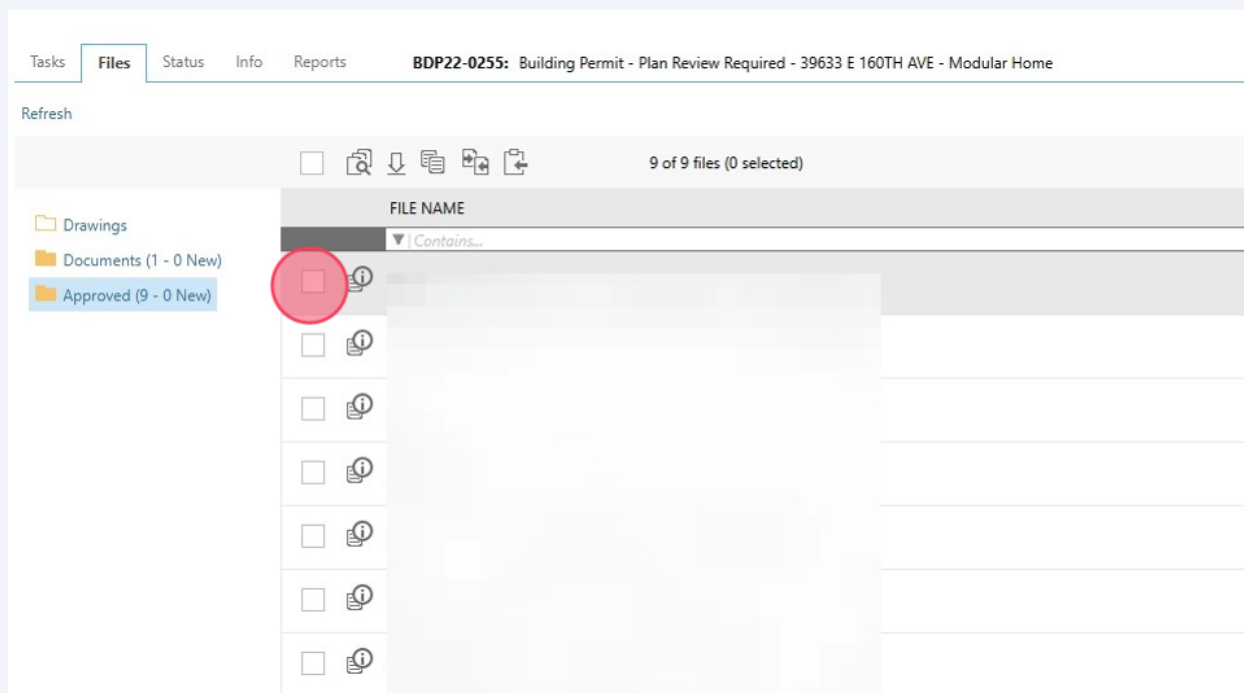 Tasks Files Status Info Reports BDP22-0255: Building Permit - Plan Review Required - 39633 E 160TH AVE - Modular Home
Refresh
9 of 9 files (0 selected)
FILE NAME
Contains...
Drawings
Documents (1 - 0 New)
Approved (9 - 0 New)